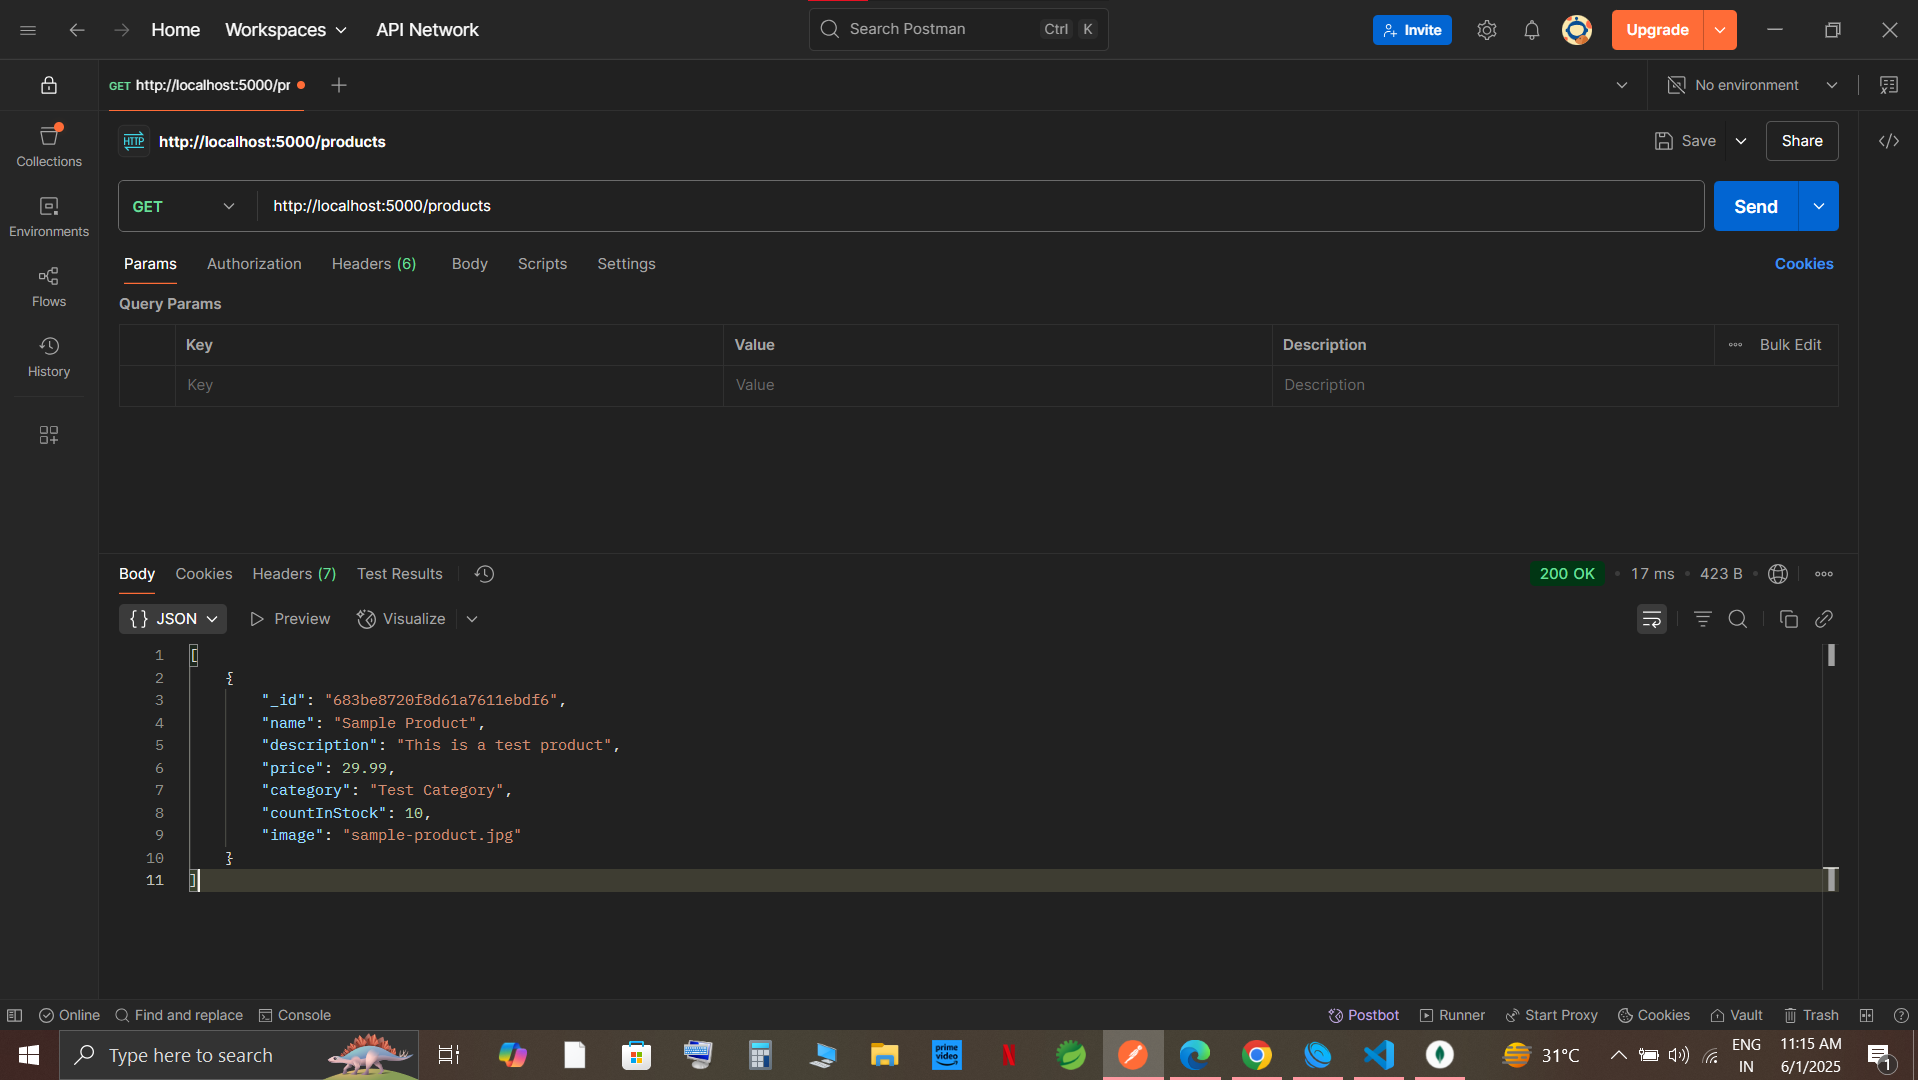 Home Workspaces API Network Search Postman Ctrl K Invite Upgrade
GET http://localhost:5000/pr No environment
HTTP http://localhost:5000/products Save Share
Collections
Environments
Flows
History
GET http://localhost:5000/products Send
Params Authorization Headers (6) Body Scripts Settings Cookies
Query Params
Key Value Description Bulk Edit
Key Value Description
Body Cookies Headers (7) Test Results 200 OK 17 ms 423 B
{} JSON Preview Visualize
1 [
2 {
3 "_id": "683be8720f8d61a7611ebdf6",
4 "name": "Sample Product",
5 "description": "This is a test product",
6 "price": 29.99,
7 "category": "Test Category",
8 "countInStock": 10,
9 "image": "sample-product.jpg"
10 }
11 ]
Online Find and replace Console Postbot Runner Start Proxy Cookies Vault Trash
Type here to search prime video N 31°C ENG IN 11:15 AM 6/1/2025 1